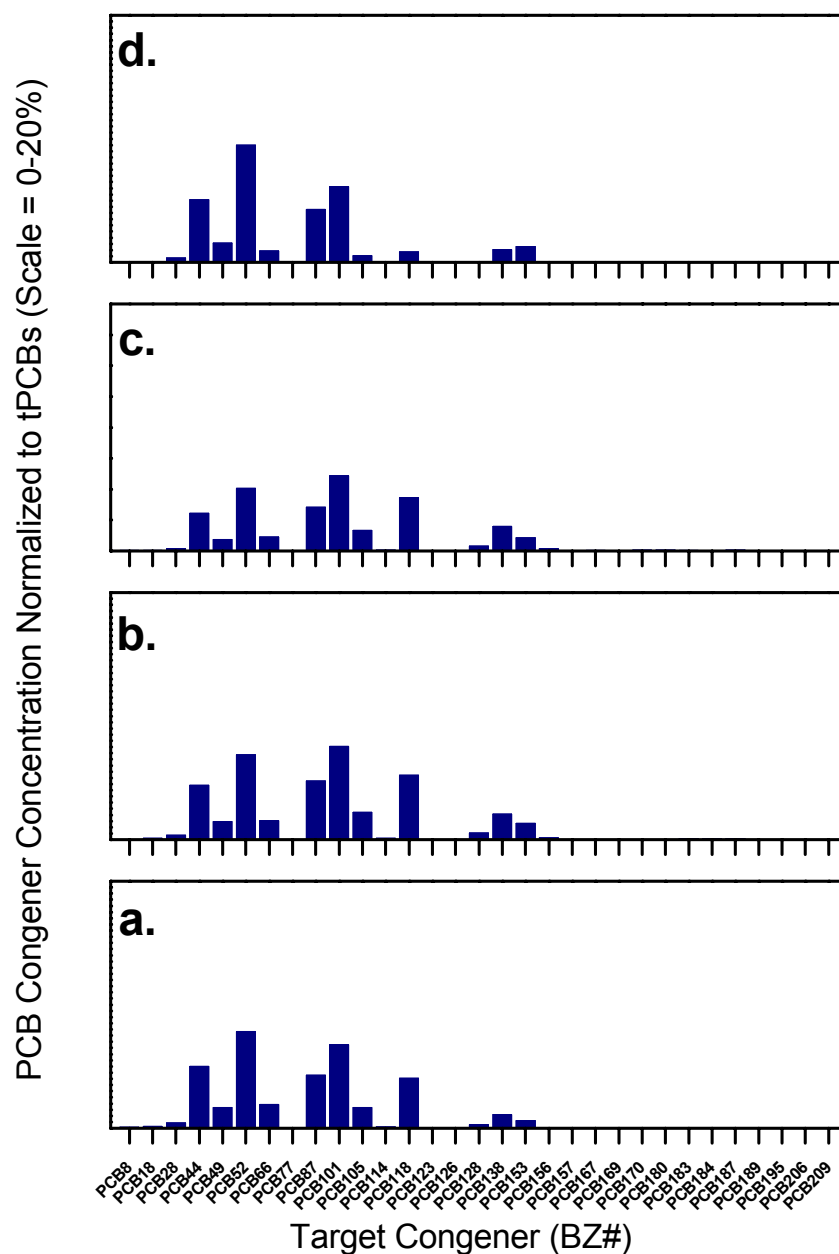 PCB Congener Concentration Normalized to tPCBs (Scale = 0-20%)
d.
c.
b.
a.
PCB8
PCB18
PCB28
PCB44
PCB49
PCB52
PCB66
PCB77
PCB87
PCB101
PCB105
PCB114
PCB118
PCB123
PCB126
PCB128
PCB138
PCB153
PCB156
PCB157
PCB167
PCB169
PCB170
PCB180
PCB183
PCB184
PCB187
PCB189
PCB195
PCB206
PCB209
Target Congener (BZ#)